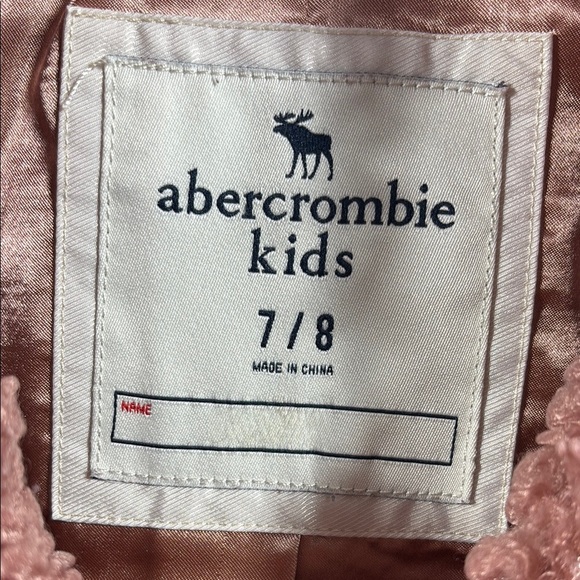 abercrombie
kids
7/8
MADE IN CHINA
NAME